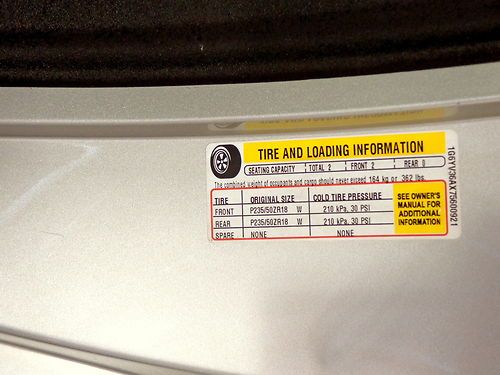 TIRE AND LOADING INFORMATION
SEATING CAPACITY TOTAL 2 FRONT 2 REAR 0
The combined weight of occupants and cargo should never exceed 164 kg or 362 lbs.
TIRE ORIGINAL SIZE COLD TIRE PRESSURE
FRONT P235/50ZR18 W 210 kPa, 30 PSI
REAR P235/50ZR18 W 210 kPa, 30 PSI
SPARE NONE NONE
SEE OWNER'S
MANUAL FOR
ADDITIONAL
INFORMATION
1G6YV36AX75600921